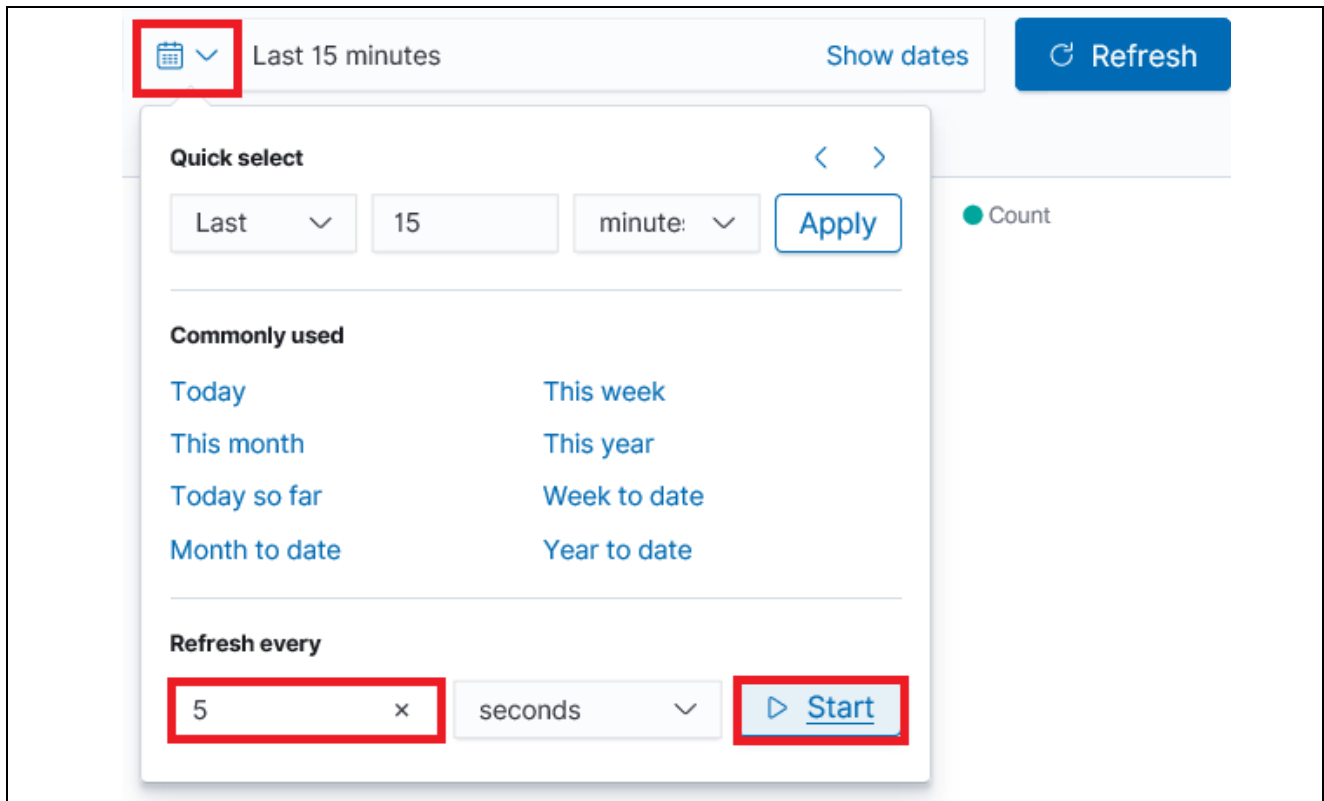 Last 15 minutes Show dates Refresh
Quick select
Last 15 minute: Apply
Count
Commonly used
Today This week
This month This year
Today so far Week to date
Month to date Year to date
Refresh every
5 × seconds Start